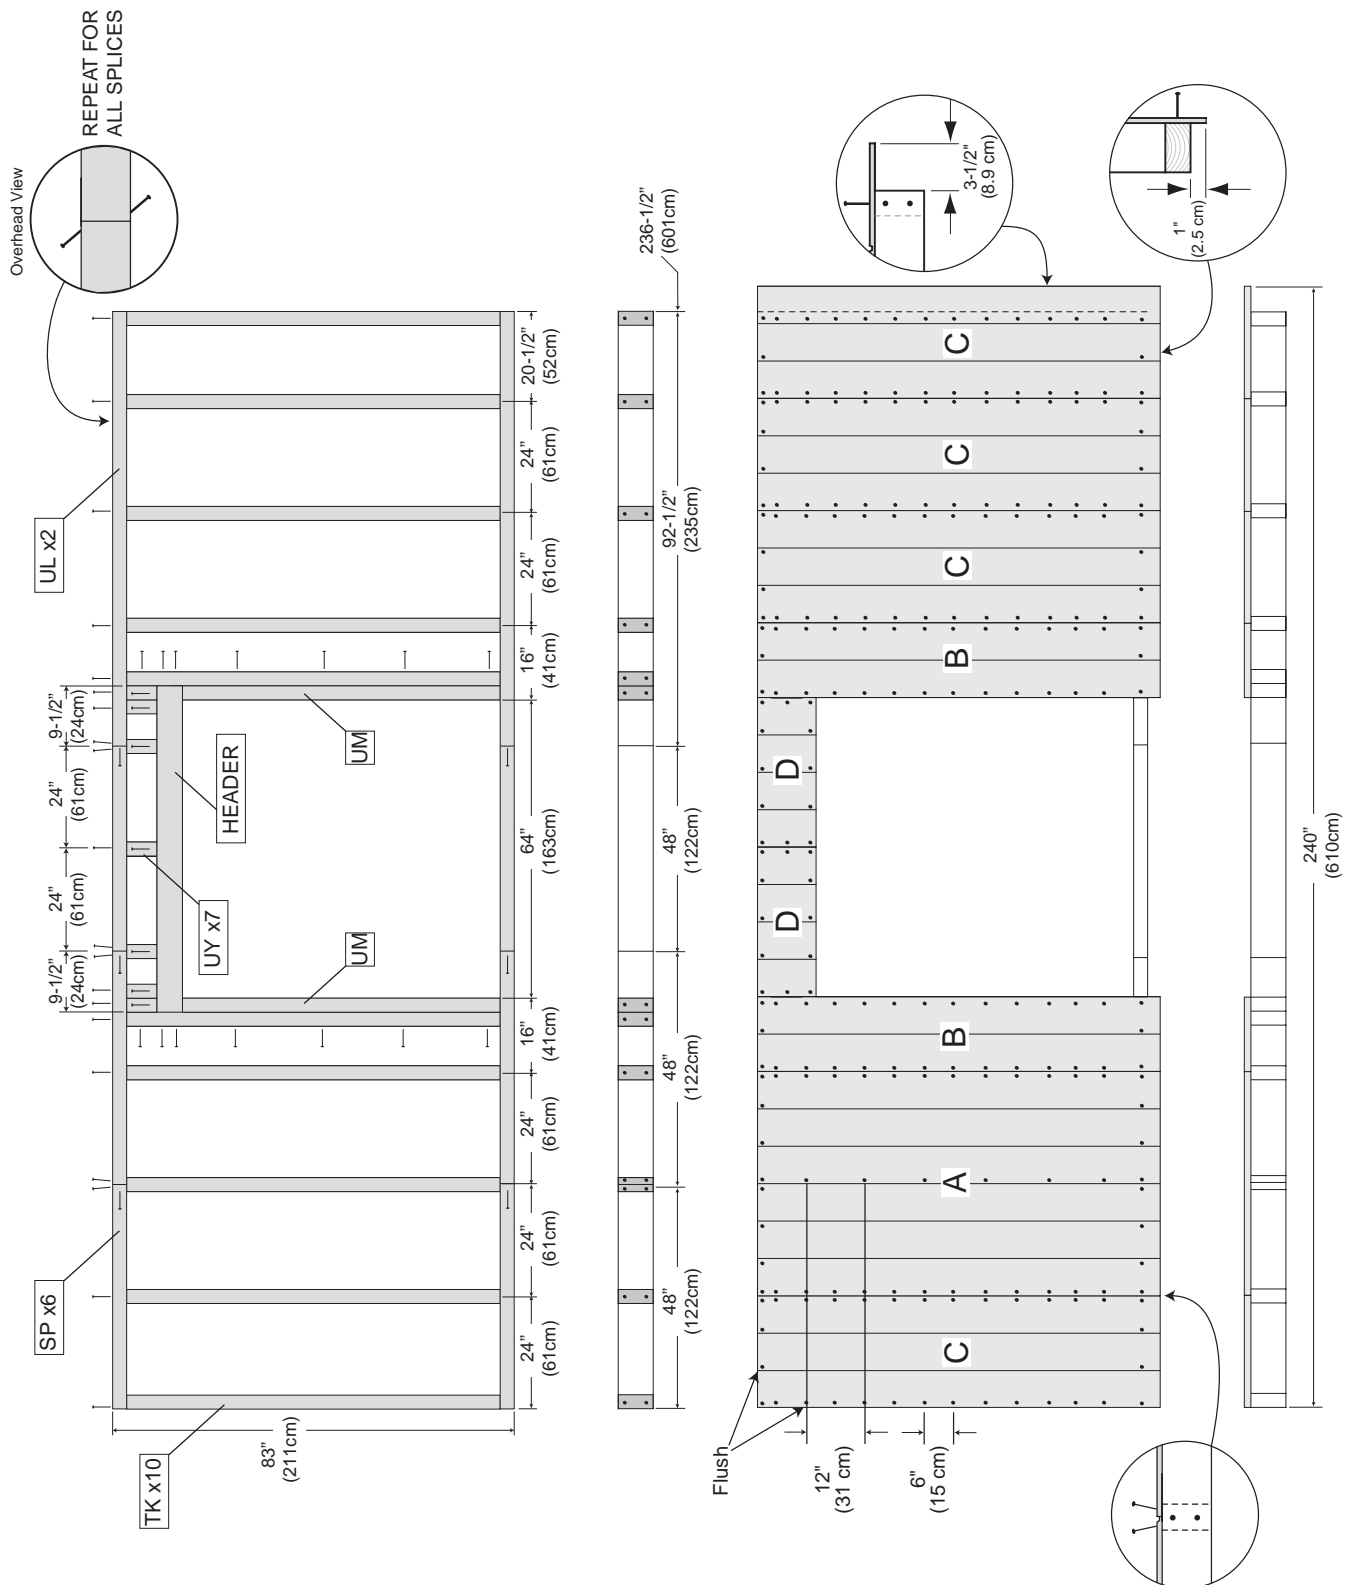 Overhead View
REPEAT FOR
ALL SPLICES
SP x6
UL x2
TK x10
83"
(211cm)
9-1/2"
(24cm)
24"
(61cm)
24"
(61cm)
9-1/2"
(24cm)
UY x7
HEADER
UM
UM
24"
(61cm)
24"
(61cm)
24"
(61cm)
16"
(41cm)
64"
(163cm)
16"
(41cm)
24"
(61cm)
24"
(61cm)
20-1/2"
(52cm)
48"
(122cm)
48"
(122cm)
48"
(122cm)
92-1/2"
(235cm)
236-1/2"
(601cm)
Flush
12"
(31 cm)
6"
(15 cm)
C
A
B
D
D
B
C
C
C
3-1/2"
(8.9 cm)
1"
(2.5 cm)
240"
(610cm)